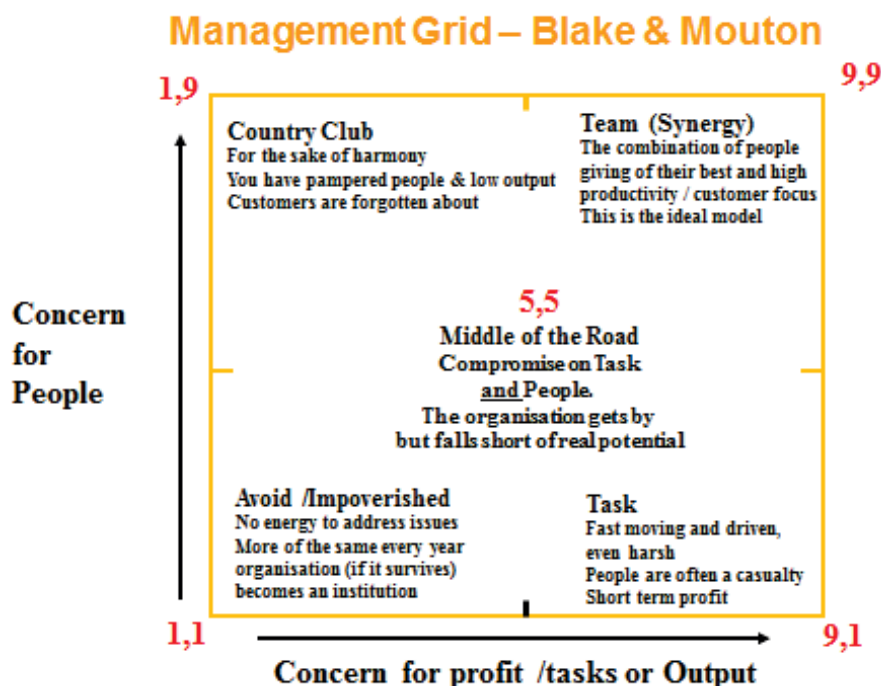 Management Grid – Blake & Mouton
1,9
9,9
Country Club
For the sake of harmony
You have pampered people & low output
Customers are forgotten about
Team (Synergy)
The combination of people
giving of their best and high
productivity / customer focus
This is the ideal model
Concern
for
People
5,5
Middle of the Road
Compromise on Task
and People.
The organisation gets by
but falls short of real potential
Avoid /Impoverished
No energy to address issues
More of the same every year
organisation (if it survives)
becomes an institution
Task
Fast moving and driven,
even harsh
People are often a casualty
Short term profit
1,1
9,1
Concern for profit /tasks or Output